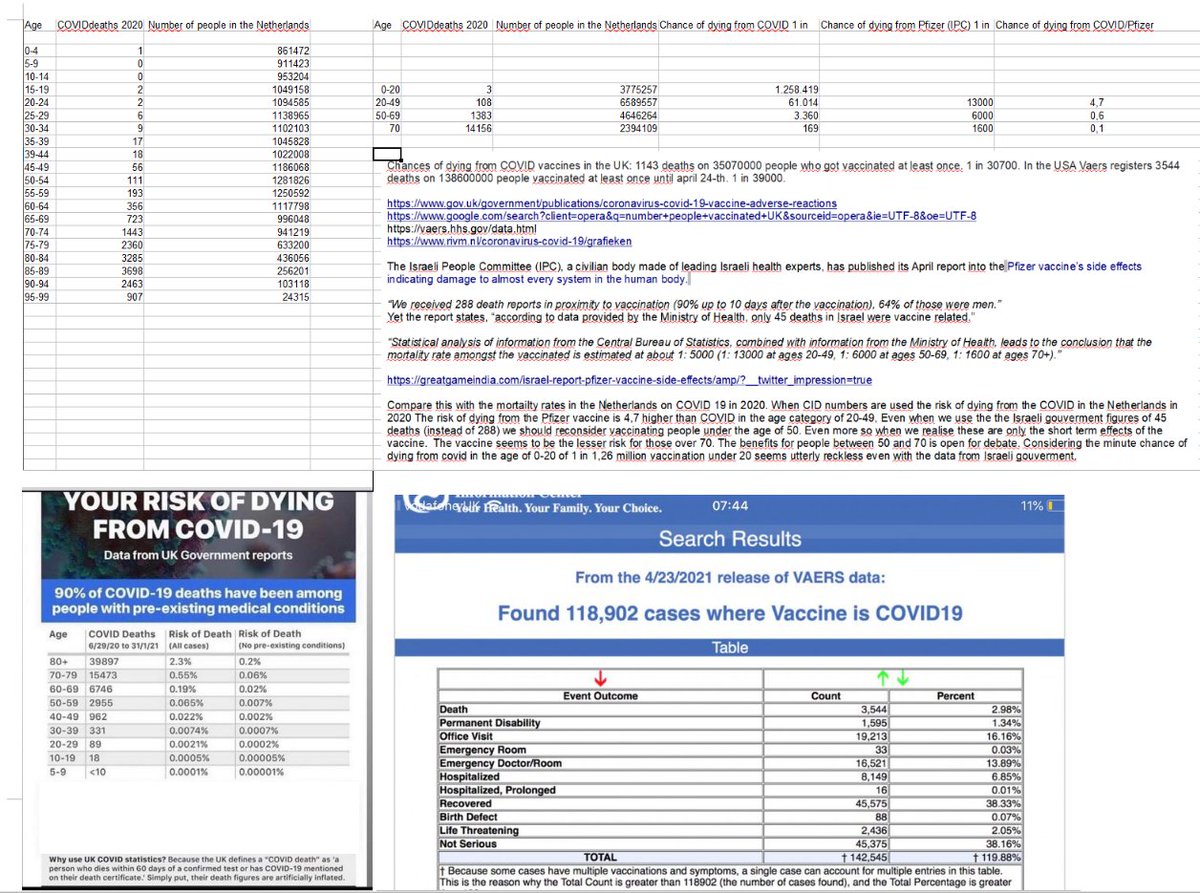 Age COVIDdeaths 2020 Number of people in the Netherlands
0-4 1 861472
5-9 0 911423
10-14 0 953204
15-19 2 1049158
20-24 2 1094585
25-29 6 1138965
30-34 9 1102103
35-39 17 1045828
39-44 18 1022008
45-49 56 1186068
50-54 111 1281826
55-59 193 1250592
60-64 356 1117798
65-69 723 996048
70-74 1443 941219
75-79 2360 633200
80-84 3285 436056
85-89 3698 256201
90-94 2463 103118
95-99 907 24315
Age COVIDdeaths 2020 Number of people in the Netherlands Chance of dying from COVID 1 in Chance of dying from Pfizer (IPC) 1 in Chance of dying from COVID/Pfizer
0-20 3 3775257 1.258.419
20-49 108 6589557 61.014 13000 4,7
50-69 1383 4646264 3.360 6000 0,6
70 14156 2394109 169 1600 0,1
Chances of dying from COVID vaccines in the UK: 1143 deaths on 35070000 people who got vaccinated at least once. 1 in 30700. In the USA Vaers registers 3544
deaths on 138600000 people vaccinated at least once until april 24-th. 1 in 39000.
https://www.gov.uk/government/publications/coronavirus-covid-19-vaccine-adverse-reactions
https://www.google.com/search?client=opera&q=number+people+vaccinated+UK&sourceid=opera&ie=UTF-8&oe=UTF-8
https://vaers.hhs.gov/data.html
https://www.rivm.nl/coronavirus-covid-19/grafieken
The Israeli People Committee (IPC), a civilian body made of leading Israeli health experts, has published its April report into the Pfizer vaccine's side effects
indicating damage to almost every system in the human body.
"We received 288 death reports in proximity to vaccination (90% up to 10 days after the vaccination), 64% of those were men."
Yet the report states, "according to data provided by the Ministry of Health, only 45 deaths in Israel were vaccine related."
"Statistical analysis of information from the Central Bureau of Statistics, combined with information from the Ministry of Health, leads to the conclusion that the
mortality rate amongst the vaccinated is estimated at about 1: 5000 (1: 13000 at ages 20-49, 1: 6000 at ages 50-69, 1: 1600 at ages 70+)."
https://greatgameindia.com/israel-report-pfizer-vaccine-side-effects/amp/?__twitter_impression=true
Compare this with the mortailty rates in the Netherlands on COVID 19 in 2020. When CID numbers are used the risk of dying from the COVID in the Netherlands in
2020 The risk of dying from the Pfizer vaccine is 4,7 higher than COVID in the age category of 20-49. Even when we use the the Israeli gouverment figures of 45
deaths (instead of 288) we should reconsider vaccinating people under the age of 50. Even more so when we realise these are only the short term effects of the
vaccine. The vaccine seems to be the lesser risk for those over 70. The benefits for people between 50 and 70 is open for debate. Considering the minute chance of
dying from covid in the age of 0-20 of 1 in 1,26 million vaccination under 20 seems utterly reckless even with the data from Israeli gouverment.
YOUR RISK OF DYING
FROM COVID-19
Data from UK Government reports
90% of COVID-19 deaths have been among
people with pre-existing medical conditions
Age COVID Deaths Risk of Death Risk of Death
6/29/20 to 31/1/21 (All cases) (No pre-existing conditions)
80+ 39897 2.3% 0.2%
70-79 15473 0.55% 0.06%
60-69 6746 0.19% 0.02%
50-59 2955 0.065% 0.007%
40-49 962 0.022% 0.002%
30-39 331 0.0074% 0.0007%
20-29 89 0.0021% 0.0002%
10-19 18 0.0005% 0.00005%
5-9 <10 0.0001% 0.00001%
Why use UK COVID statistics? Because the UK defines a "COVID death" as 'a
person who dies within 60 days of a confirmed test or has COVID-19 mentioned
on their death certificate.' Simply put, their death figures are artificially inflated.
Information Center
vodafone UK 07:44 11%
Your Health. Your Family. Your Choice.
Search Results
From the 4/23/2021 release of VAERS data:
Found 118,902 cases where Vaccine is COVID19
Table
Event Outcome Count Percent
Death 3,544 2.98%
Permanent Disability 1,595 1.34%
Office Visit 19,213 16.16%
Emergency Room 33 0.03%
Emergency Doctor/Room 16,521 13.89%
Hospitalized 8,149 6.85%
Hospitalized, Prolonged 16 0.01%
Recovered 45,575 38.33%
Birth Defect 88 0.07%
Life Threatening 2,436 2.05%
Not Serious 45,375 38.16%
TOTAL † 142,545 † 119.88%
† Because some cases have multiple vaccinations and symptoms, a single case can account for multiple entries in this table.
This is the reason why the Total Count is greater than 118902 (the number of cases found), and the Total Percentage is greater